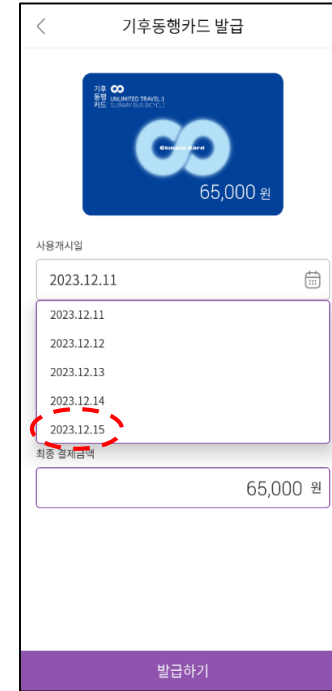 기후동행카드 발급
기후
동행
카드
UNLIMITED TRAVEL :)
SUBWAY BUS BICYCLE
Climate Card
65,000 원
사용개시일
2023.12.11
2023.12.11
2023.12.12
2023.12.13
2023.12.14
2023.12.15
최종 결제금액
65,000 원
발급하기